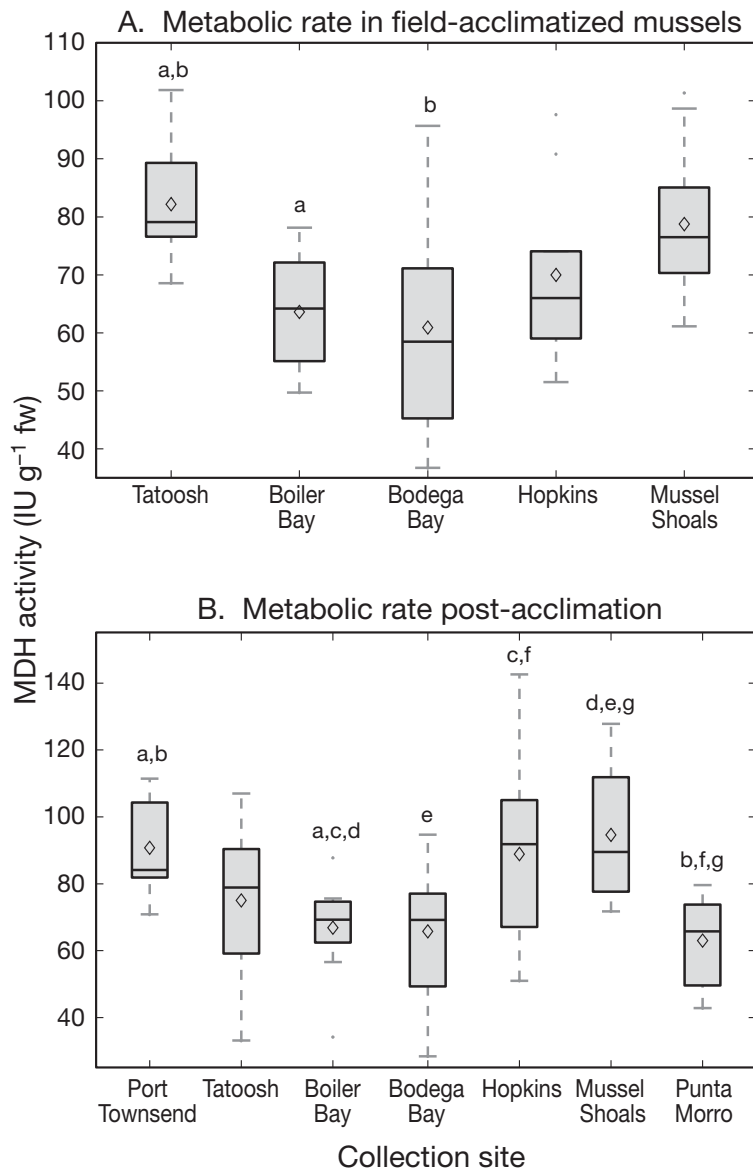 A. Metabolic rate in field-acclimatized mussels
110
100
90
80
70
60
50
40
a,b
a
b
Tatoosh
Boiler
Bay
Bodega
Bay
Hopkins
Mussel
Shoals
MDH activity (IU g⁻¹ fw)
B. Metabolic rate post-acclimation
140
120
100
80
60
40
a,b
a,c,d
e
c,f
d,e,g
b,f,g
Port
Townsend
Tatoosh
Boiler
Bay
Bodega
Bay
Hopkins
Mussel
Shoals
Punta
Morro
Collection site